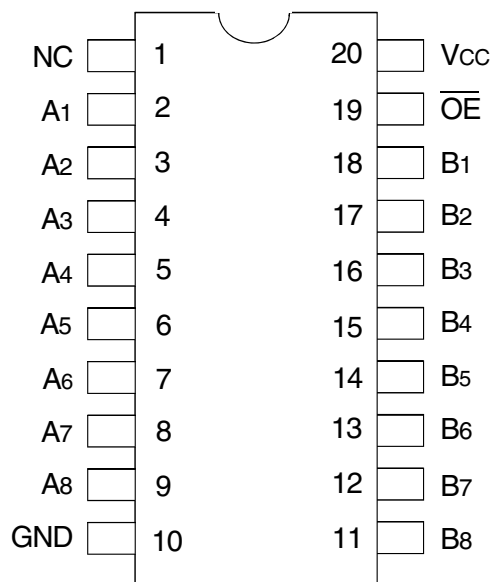 NC 1 20 VCC
A1 2 19 O̅E̅
A2 3 18 B1
A3 4 17 B2
A4 5 16 B3
A5 6 15 B4
A6 7 14 B5
A7 8 13 B6
A8 9 12 B7
GND 10 11 B8